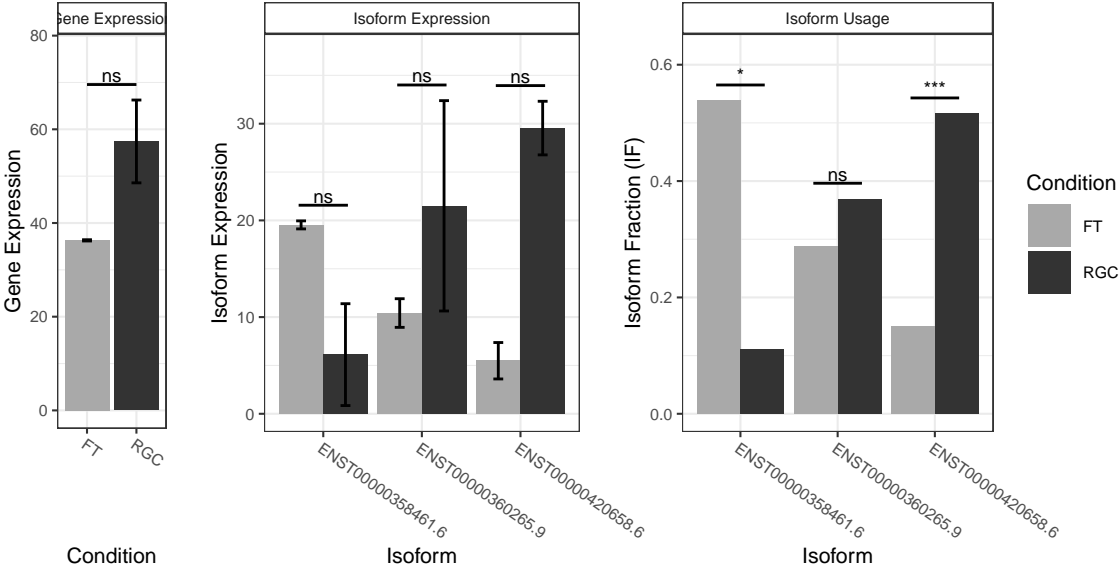 Gene Expression
Isoform Expression
Isoform Usage
Gene Expression
80
60
40
20
0
ns
FT
RGC
Condition
Isoform Expression
30
20
10
0
ns
ns
ns
ENST00000358461.6
ENST00000360265.9
ENST00000420658.6
Isoform
Isoform Fraction (IF)
0.6
0.4
0.2
0.0
*
ns
***
ENST00000358461.6
ENST00000360265.9
ENST00000420658.6
Isoform
Condition
FT
RGC